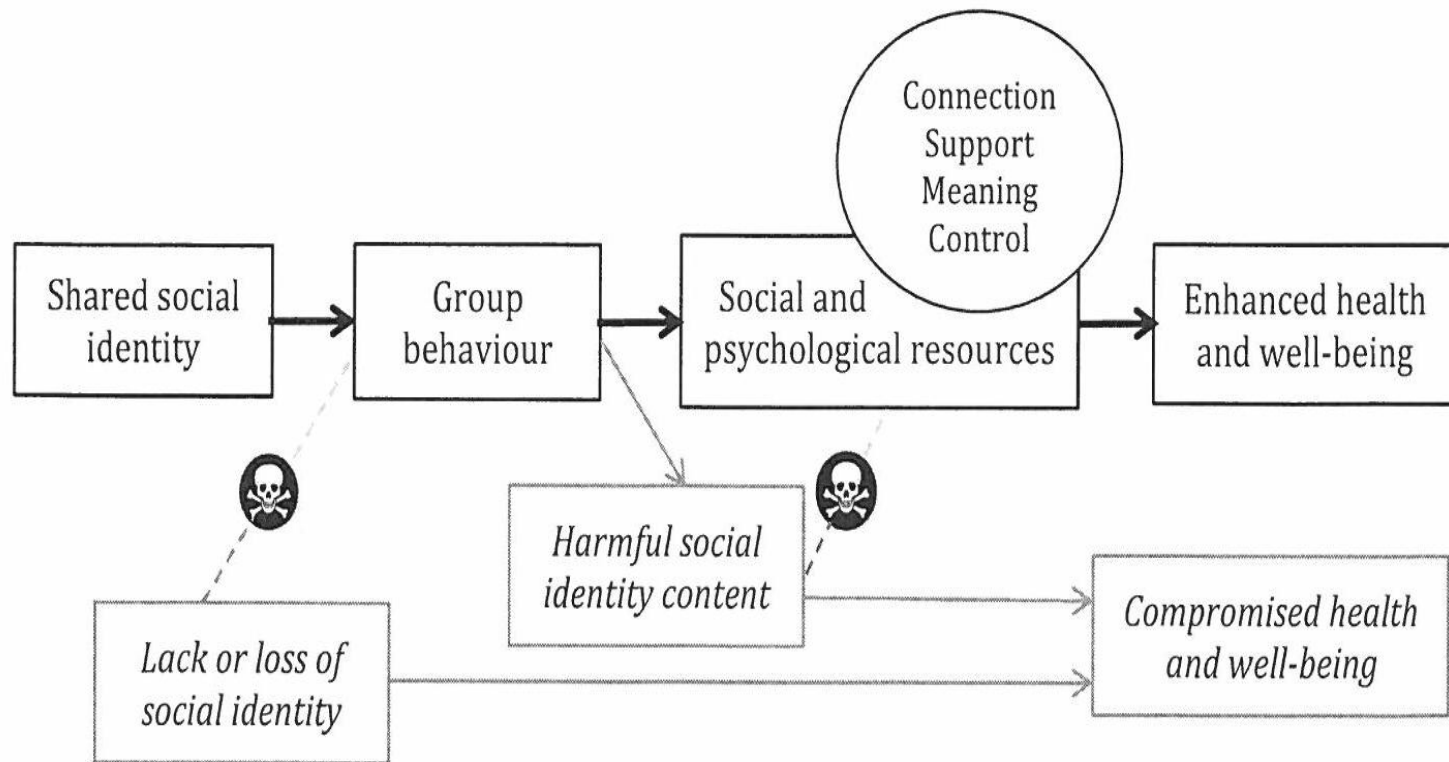 Connection
Support
Meaning
Control
Shared social
identity
Group
behaviour
Social and
psychological resources
Enhanced health
and well-being
Harmful social
identity content
Lack or loss of
social identity
Compromised health
and well-being